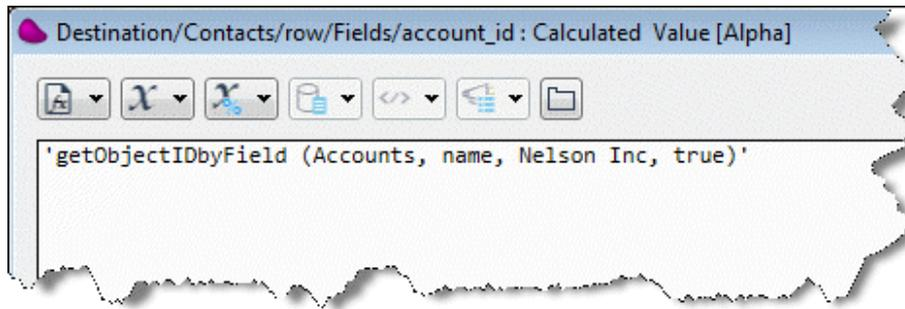 Destination/Contacts/row/Fields/account_id : Calculated  Value [Alpha]
'getObjectIDbyField (Accounts, name, Nelson Inc, true)'